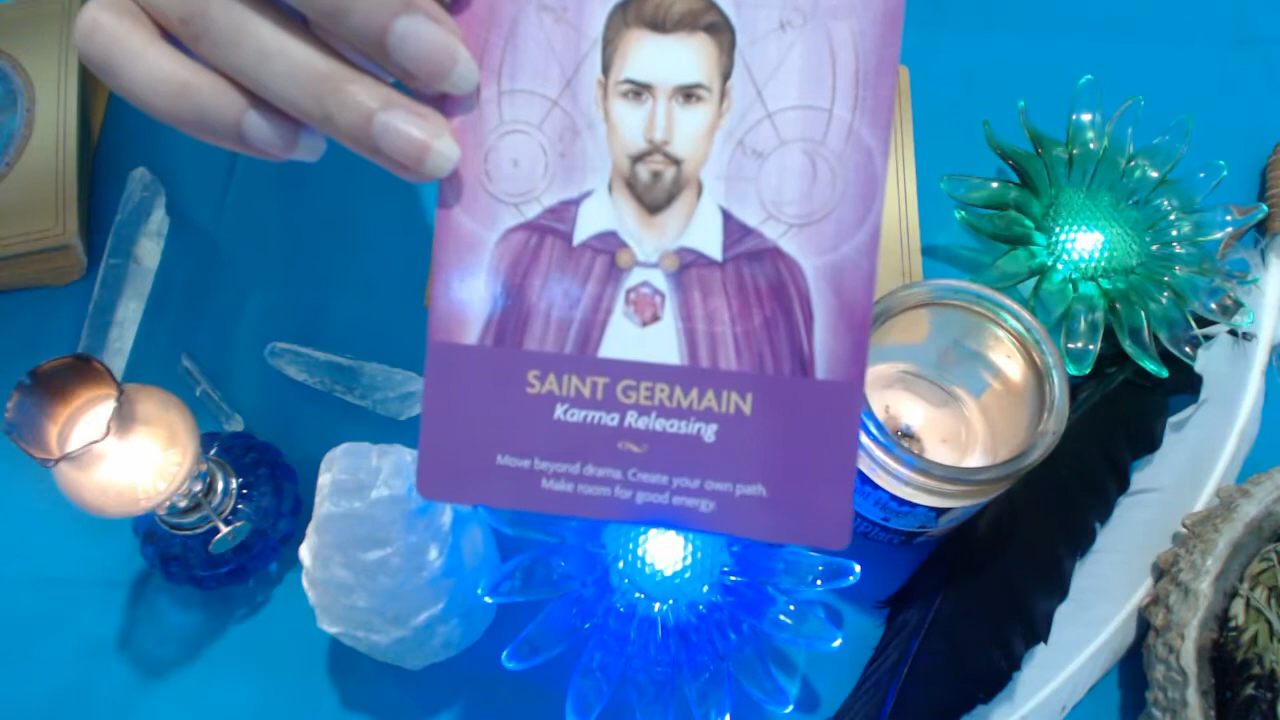 SAINT GERMAIN
Karma Releasing
Move beyond drama. Create your own path.
Make room for good energy.